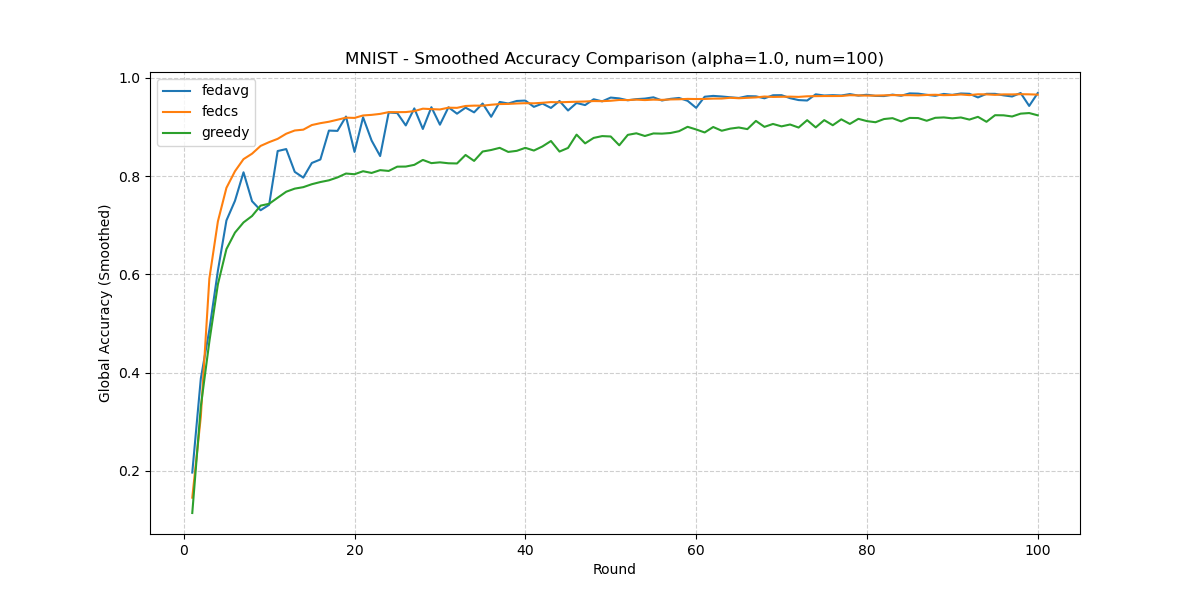 MNIST - Smoothed Accuracy Comparison (alpha=1.0, num=100)
fedavg
fedcs
greedy
Global Accuracy (Smoothed)
1.0
0.8
0.6
0.4
0.2
0
20
40
60
80
100
Round